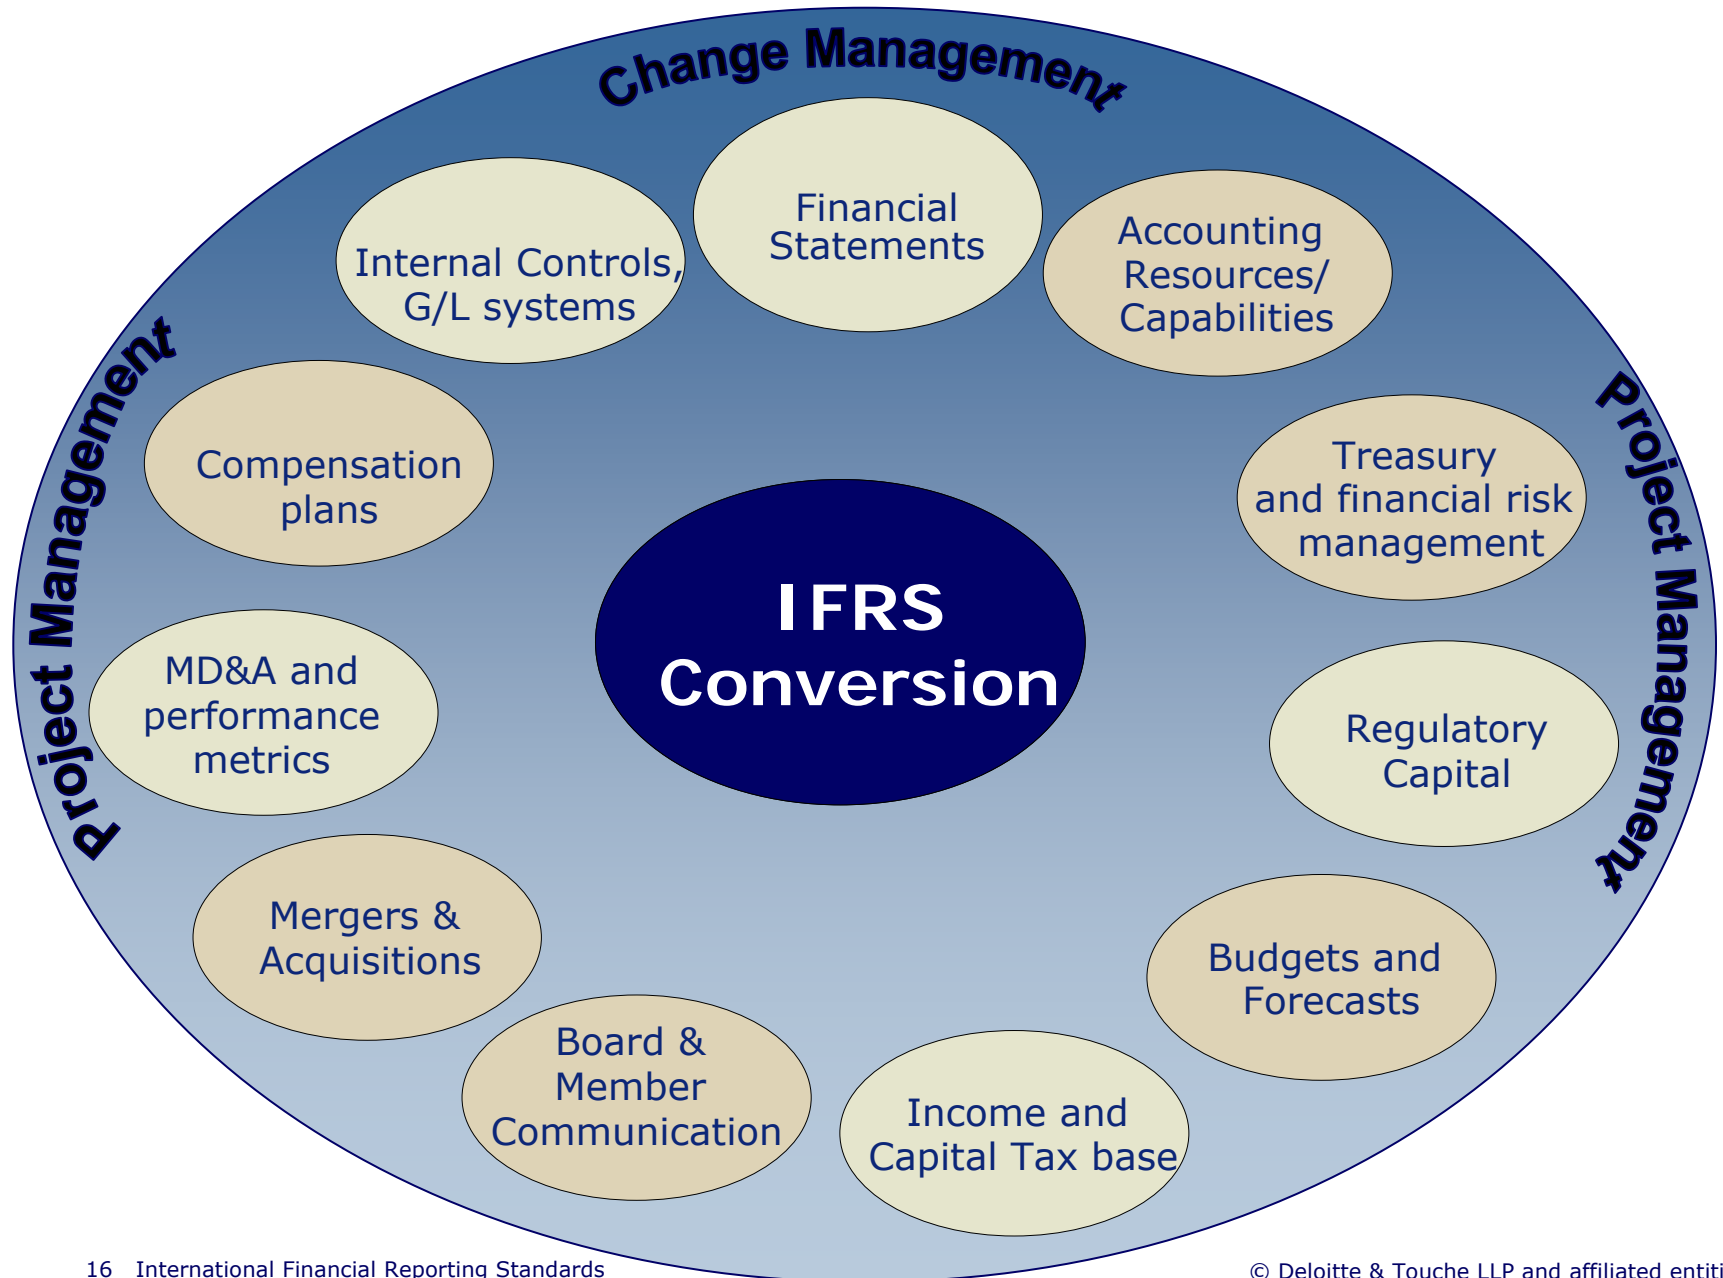 Change Management
Financial
Statements
Internal Controls,
G/L systems
Accounting
Resources/
Capabilities
Project Management
Compensation
plans
Treasury
and financial risk
management
Project Management
IFRS
Conversion
MD&A and
performance
metrics
Regulatory
Capital
Mergers &
Acquisitions
Budgets and
Forecasts
Board &
Member
Communication
Income and
Capital Tax base
16 International Financial Reporting Standards
© Deloitte & Touche LLP and affiliated entiti